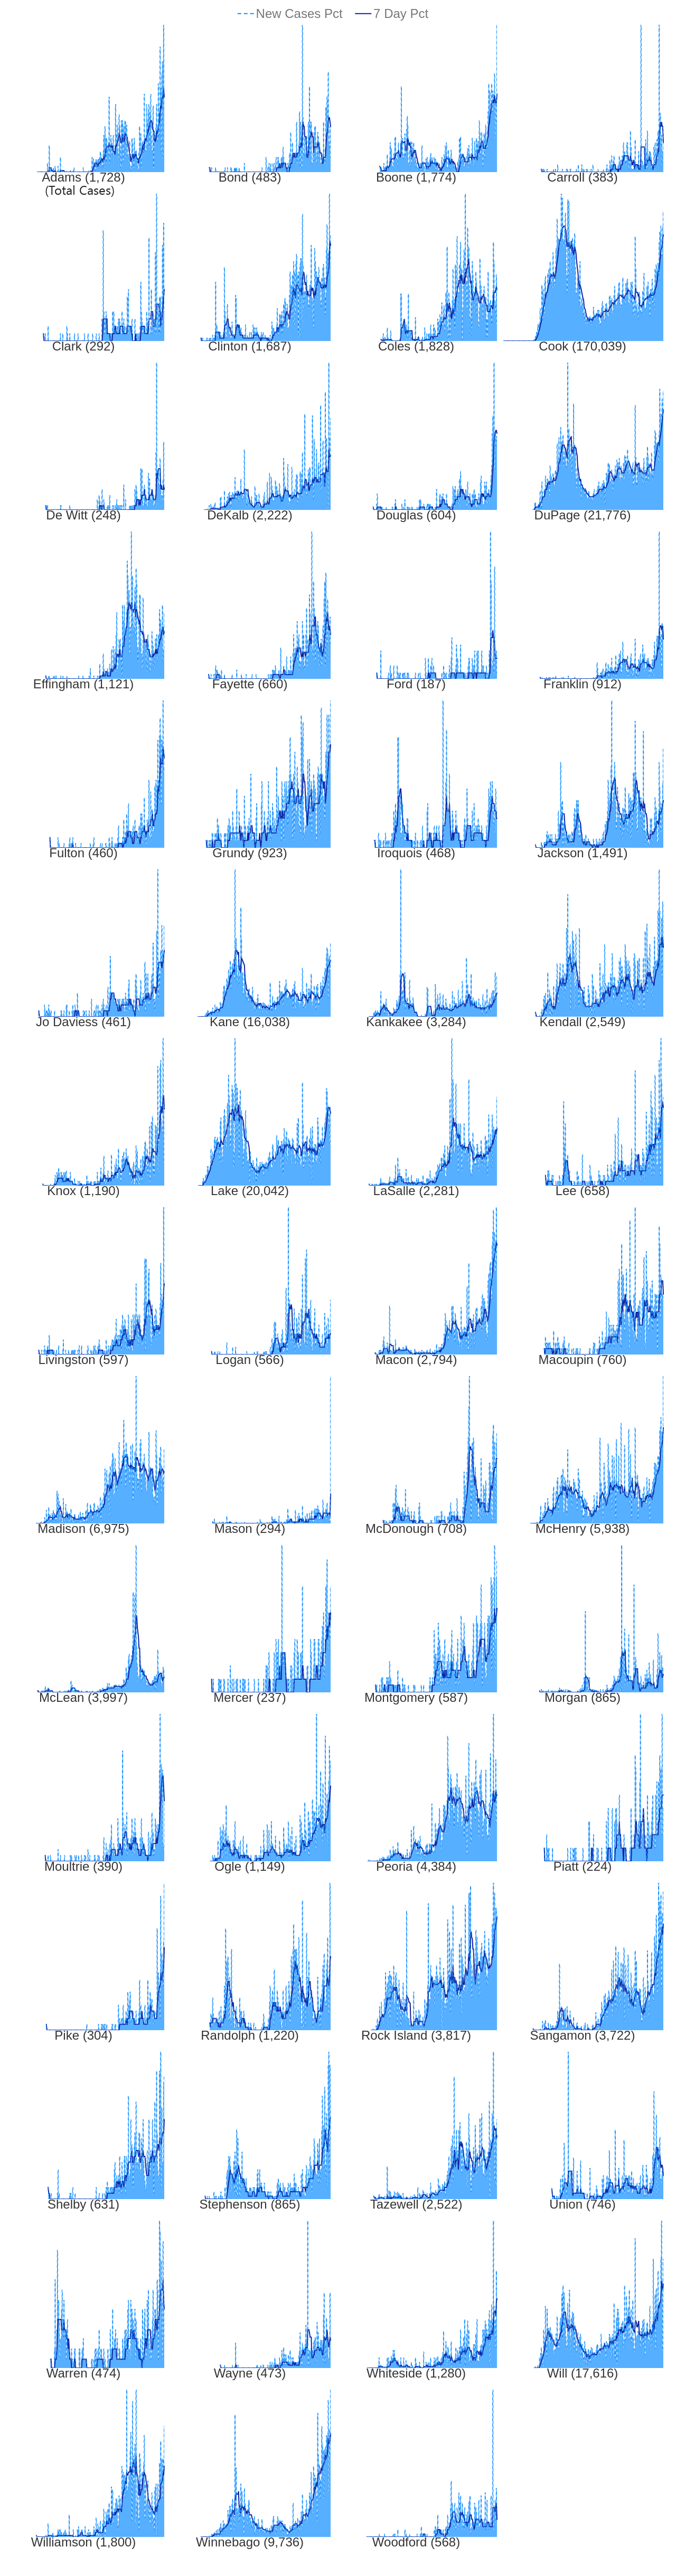 New Cases Pct 7 Day Pct
Adams (1,728) Bond (483) Boone (1,774) Carroll (383)
(Total Cases)
Clark (292) Clinton (1,687) Coles (1,828) Cook (170,039)
De Witt (248) DeKalb (2,222) Douglas (604) DuPage (21,776)
Effingham (1,121) Fayette (660) Ford (187) Franklin (912)
Fulton (460) Grundy (923) Iroquois (468) Jackson (1,491)
Jo Daviess (461) Kane (16,038) Kankakee (3,284) Kendall (2,549)
Knox (1,190) Lake (20,042) LaSalle (2,281) Lee (658)
Livingston (597) Logan (566) Macon (2,794) Macoupin (760)
Madison (6,975) Mason (294) McDonough (708) McHenry (5,938)
McLean (3,997) Mercer (237) Montgomery (587) Morgan (865)
Moultrie (390) Ogle (1,149) Peoria (4,384) Piatt (224)
Pike (304) Randolph (1,220) Rock Island (3,817) Sangamon (3,722)
Shelby (631) Stephenson (865) Tazewell (2,522) Union (746)
Warren (474) Wayne (473) Whiteside (1,280) Will (17,616)
Williamson (1,800) Winnebago (9,736) Woodford (568)